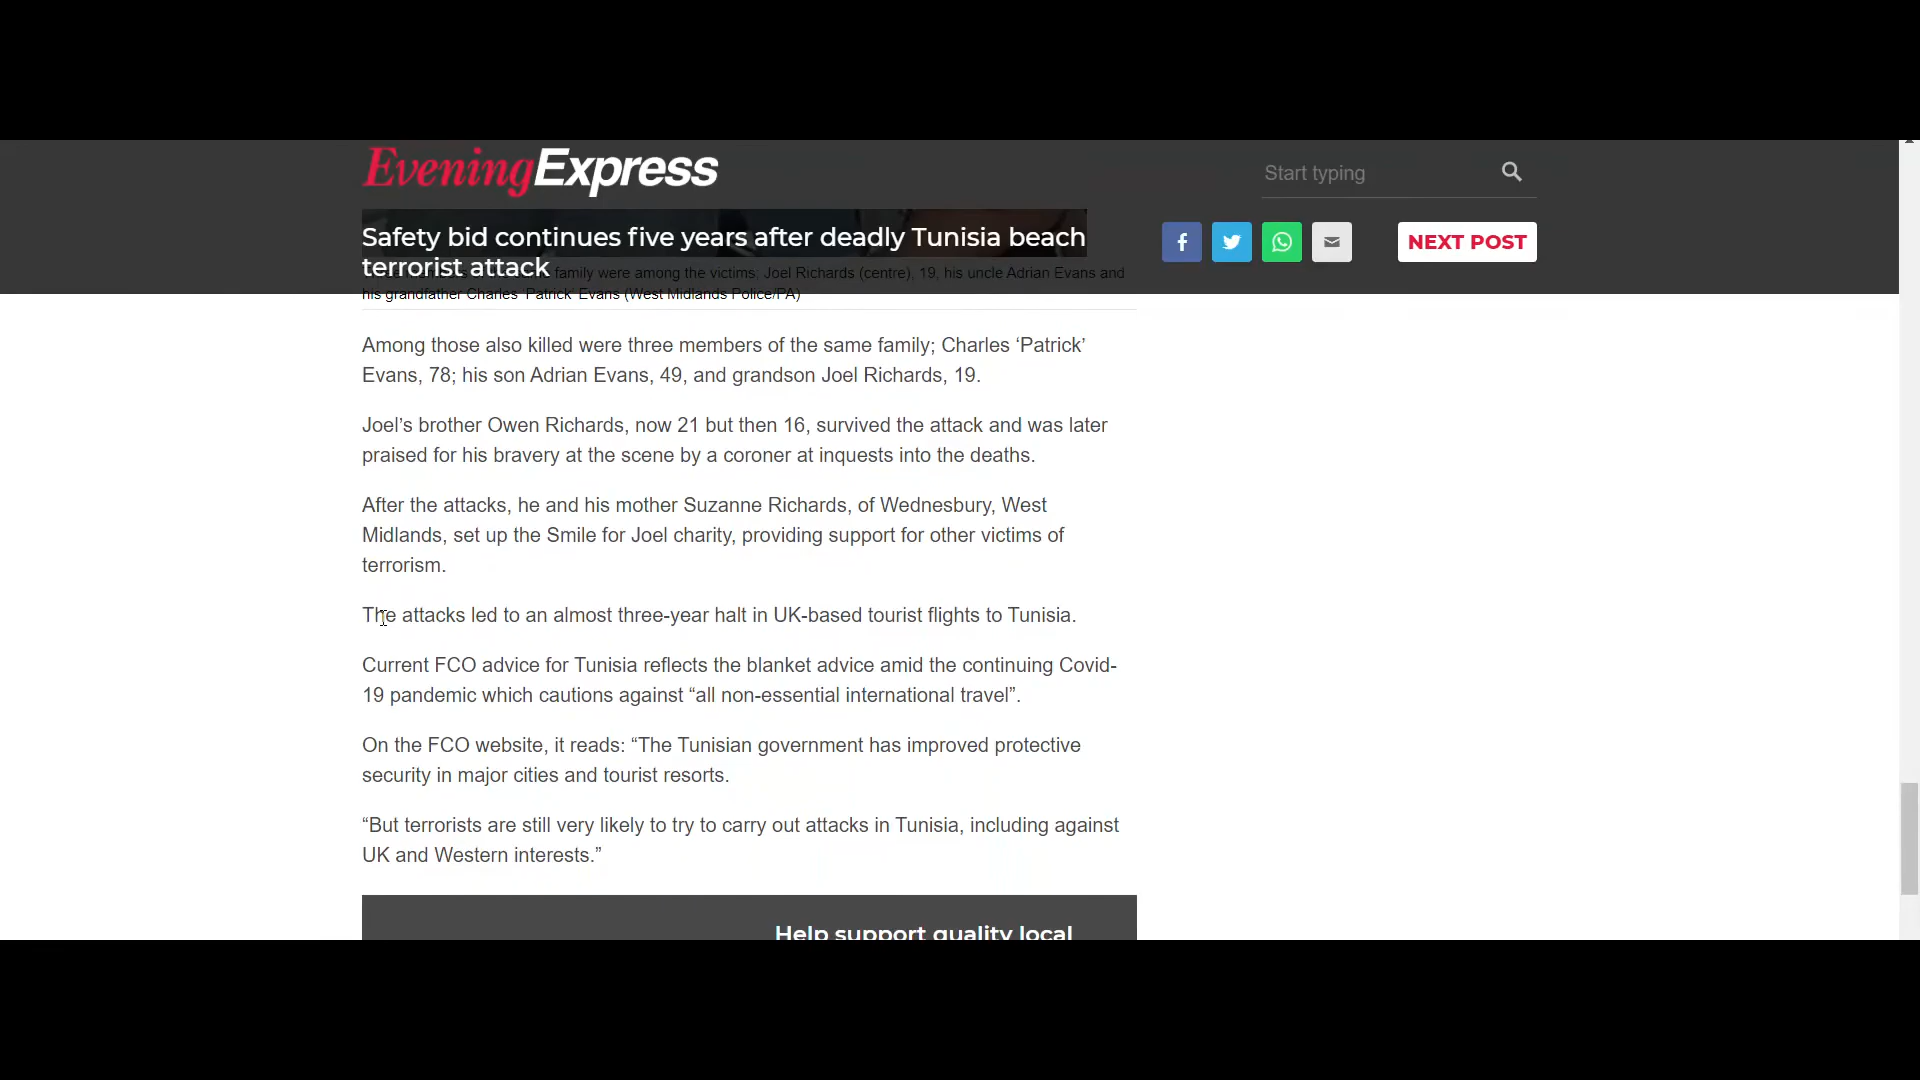 EveningExpress
Start typing
Safety bid continues five years after deadly Tunisia beach
terrorist attack
NEXT POST
family were among the victims: Joel Richards (centre), 19, his uncle Adrian Evans and
his grandfather Charles ‘Patrick’ Evans (West Midlands Police/PA)
Among those also killed were three members of the same family; Charles ‘Patrick’
Evans, 78; his son Adrian Evans, 49, and grandson Joel Richards, 19.
Joel’s brother Owen Richards, now 21 but then 16, survived the attack and was later
praised for his bravery at the scene by a coroner at inquests into the deaths.
After the attacks, he and his mother Suzanne Richards, of Wednesbury, West
Midlands, set up the Smile for Joel charity, providing support for other victims of
terrorism.
The attacks led to an almost three-year halt in UK-based tourist flights to Tunisia.
Current FCO advice for Tunisia reflects the blanket advice amid the continuing Covid-
19 pandemic which cautions against “all non-essential international travel”.
On the FCO website, it reads: “The Tunisian government has improved protective
security in major cities and tourist resorts.
“But terrorists are still very likely to try to carry out attacks in Tunisia, including against
UK and Western interests.”
Help support quality local